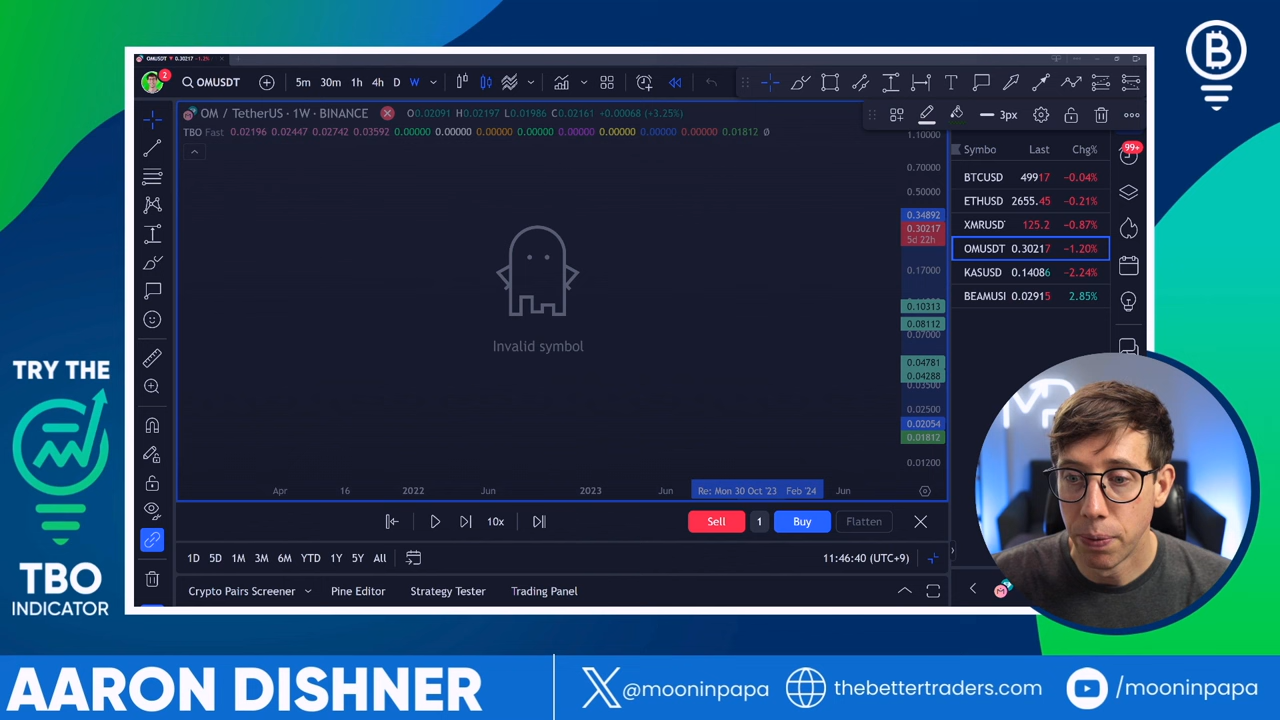 OMUSDT 0.30217 -1.2%
2
OMUSDT
5m 30m 1h 4h D W
T
OM / TetherUS · 1W · BINANCE
O0.02091 H0.02197 L0.01986 C0.02161 +0.00068 (+3.25%)
3px
TBO Fast 0.02196 0.02447 0.02742 0.03592 0.00000 0.00000 0.00000 0.00000 0.00000 0.00000 0.00000 0.00000 0.01812 Ø
Symbo Last Chg%
99+
BTCUSD 49917 −0.04%
ETHUSD 2655.45 −0.21%
XMRUSD 125.2 −0.87%
OMUSDT 0.30217 −1.20%
KASUSD 0.14086 −2.24%
BEAMUSI 0.02915 2.85%
1.10000
0.70000
0.50000
0.34892
0.30217
5d 22h
0.17000
0.10313
0.08112
0.07000
0.04781
0.04288
0.03500
0.02500
0.02054
0.01812
0.01200
Invalid symbol
Apr 16 2022 Jun 2023 Jun Re: Mon 30 Oct '23 Feb '24 Jun
10x
Sell 1 Buy Flatten
1D 5D 1M 3M 6M YTD 1Y 5Y All
11:46:40 (UTC+9)
Crypto Pairs Screener Pine Editor Strategy Tester Trading Panel
TRY THE
TBO
INDICATOR
AARON DISHNER
@mooninpapa
thebettertraders.com
/mooninpapa